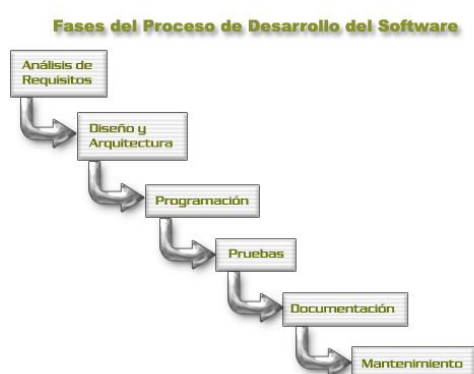 Fases del Proceso de Desarrollo del Software
Análisis de
Requisitos
Diseño y
Arquitectura
Programación
Pruebas
Documentación
Mantenimiento